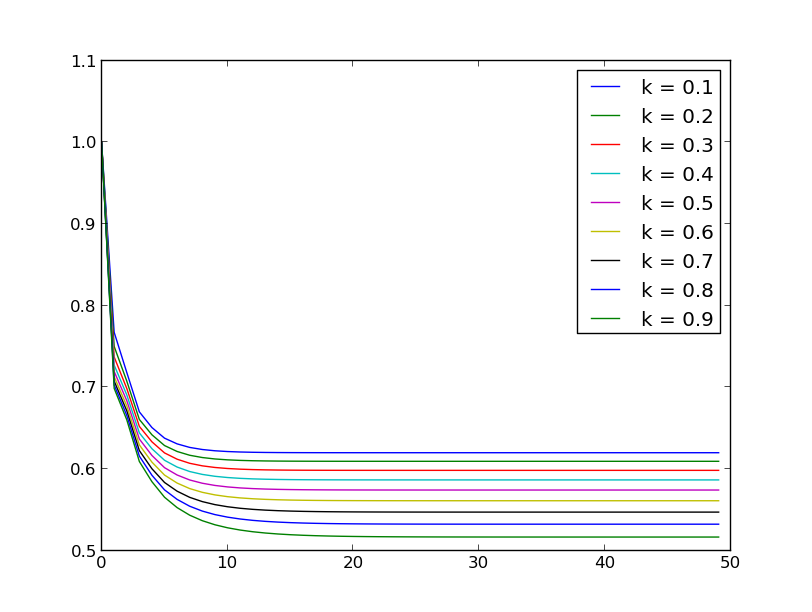 1.1
1.0
0.9
0.8
0.7
0.6
0.5
0
10
20
30
40
50
k = 0.1
k = 0.2
k = 0.3
k = 0.4
k = 0.5
k = 0.6
k = 0.7
k = 0.8
k = 0.9